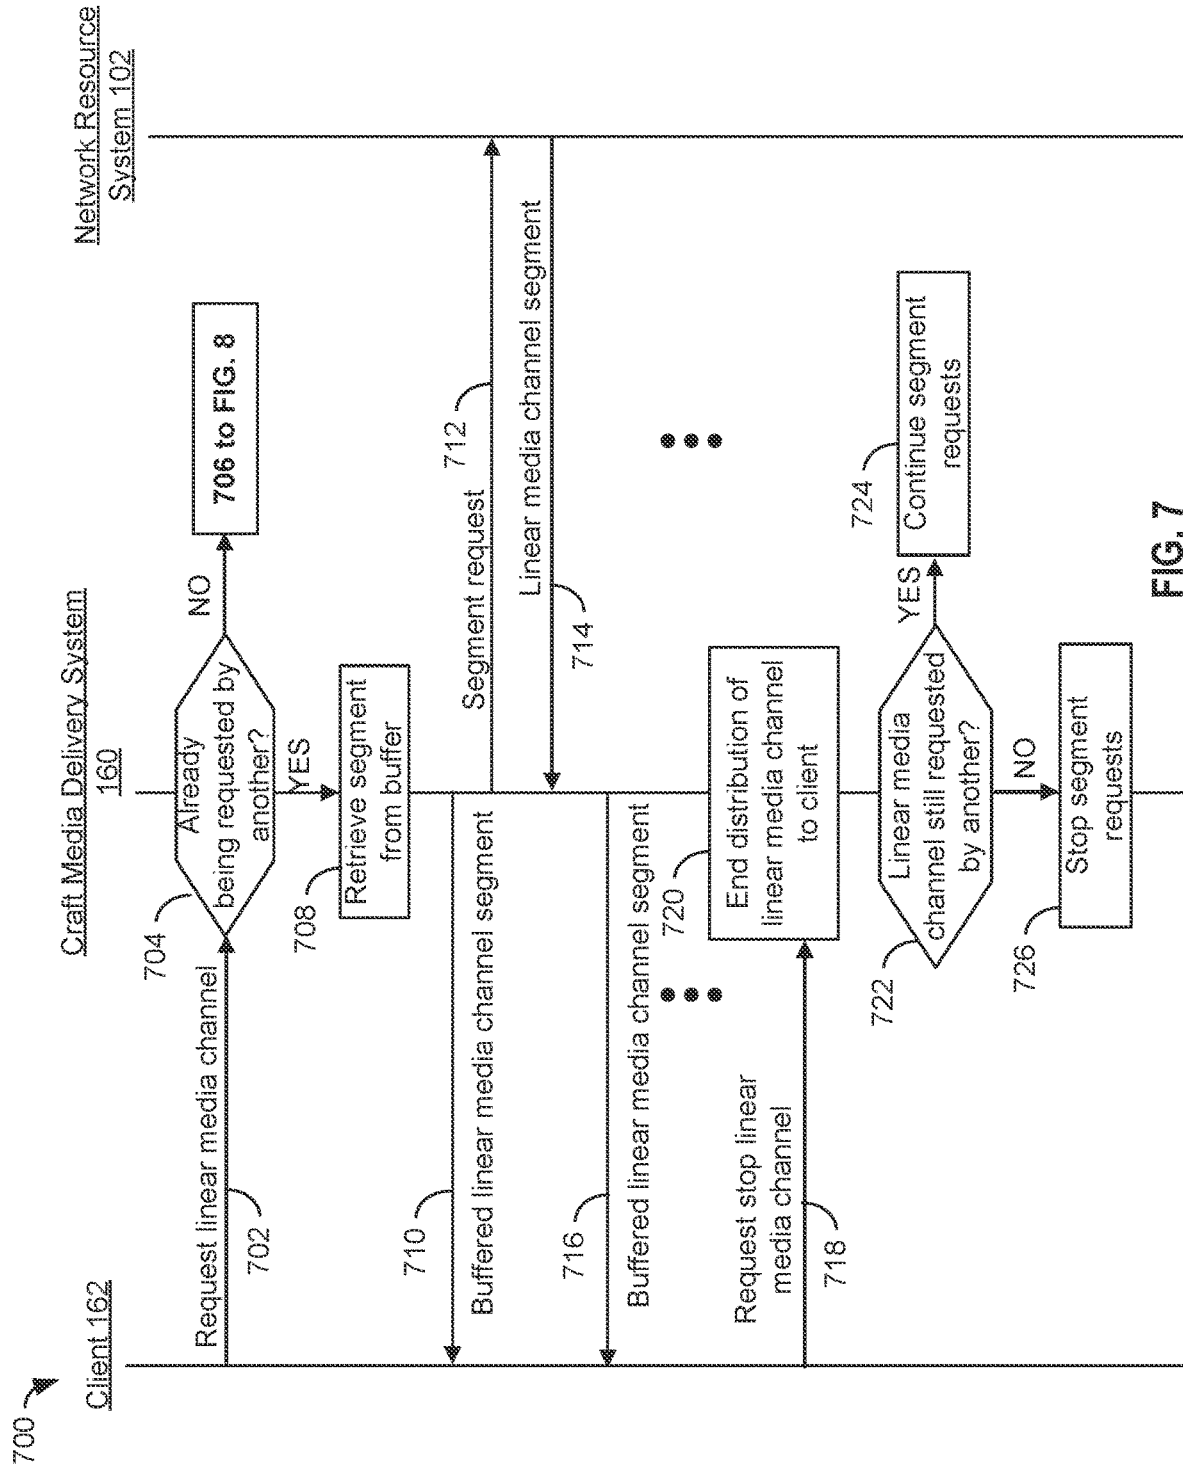 700
Client 162
Craft Media Delivery System
160
Network Resource
System 102
Request linear media channel
702
704
Already
being requested by
another?
NO
706 to FIG. 8
YES
708
Retrieve segment
from buffer
710
Buffered linear media channel segment
Segment request
712
Linear media channel segment
714
716
Buffered linear media channel segment
Request stop linear
media channel
718
720
End distribution of
linear media channel
to client
722
Linear media
channel still requested
by another?
YES
724
Continue segment
requests
NO
726
Stop segment
requests
FIG. 7